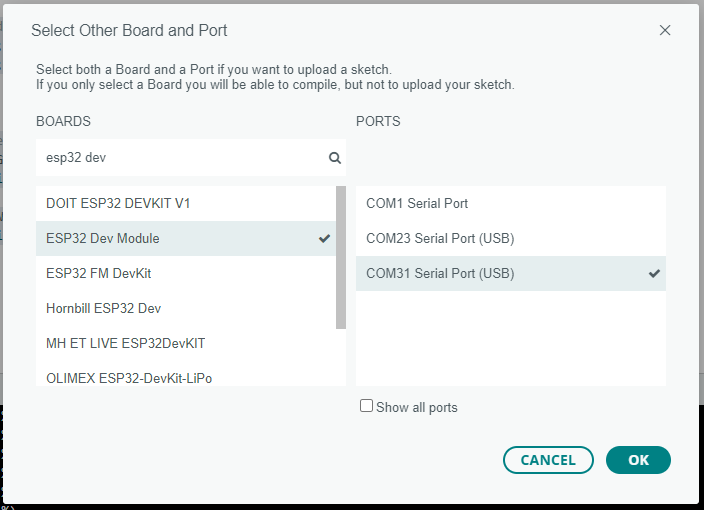 Select Other Board and Port
Select both a Board and a Port if you want to upload a sketch.
If you only select a Board you will be able to compile, but not to upload your sketch.
BOARDS
esp32 dev
DOIT ESP32 DEVKIT V1
ESP32 Dev Module
ESP32 FM DevKit
Hornbill ESP32 Dev
MH ET LIVE ESP32DevKIT
OLIMEX ESP32-DevKit-LiPo
PORTS
COM1 Serial Port
COM23 Serial Port (USB)
COM31 Serial Port (USB)
Show all ports
CANCEL
OK